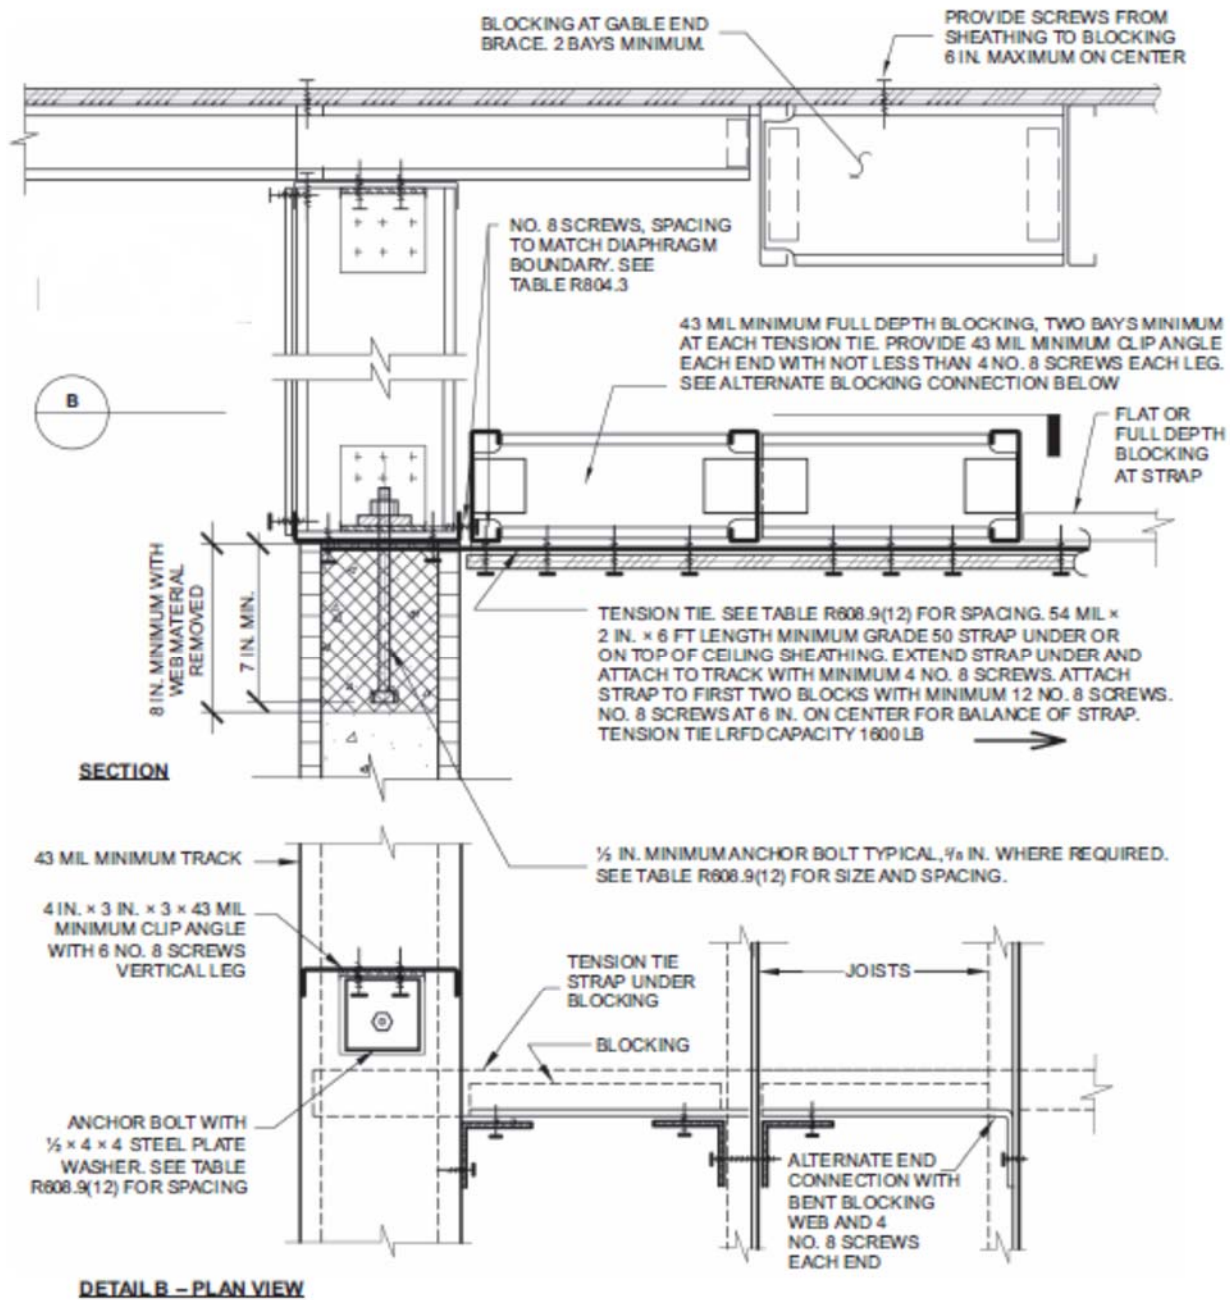 BLOCKING AT GABLE END
BRACE. 2 BAYS MINIMUM.
PROVIDE SCREWS FROM
SHEATHING TO BLOCKING
6 IN. MAXIMUM ON CENTER
NO. 8 SCREWS, SPACING
TO MATCH DIAPHRAGM
BOUNDARY. SEE
TABLE R804.3
43 MIL MINIMUM FULL DEPTH BLOCKING, TWO BAYS MINIMUM
AT EACH TENSION TIE. PROVIDE 43 MIL MINIMUM CLIP ANGLE
EACH END WITH NOT LESS THAN 4 NO. 8 SCREWS EACH LEG.
SEE ALTERNATE BLOCKING CONNECTION BELOW
B
FLAT OR
FULL DEPTH
BLOCKING
AT STRAP
8 IN. MINIMUM WITH
WEB MATERIAL
REMOVED
7 IN. MIN.
TENSION TIE. SEE TABLE R608.9(12) FOR SPACING. 54 MIL ×
2 IN. × 6 FT LENGTH MINIMUM GRADE 50 STRAP UNDER OR
ON TOP OF CEILING SHEATHING. EXTEND STRAP UNDER AND
ATTACH TO TRACK WITH MINIMUM 4 NO. 8 SCREWS. ATTACH
STRAP TO FIRST TWO BLOCKS WITH MINIMUM 12 NO. 8 SCREWS.
NO. 8 SCREWS AT 6 IN. ON CENTER FOR BALANCE OF STRAP.
TENSION TIE LRFD CAPACITY 1600 LB
SECTION
43 MIL MINIMUM TRACK
½ IN. MINIMUM ANCHOR BOLT TYPICAL, IN. WHERE REQUIRED.
SEE TABLE R608.9(12) FOR SIZE AND SPACING.
4 IN. × 3 IN. × 3 × 43 MIL
MINIMUM CLIP ANGLE
WITH 6 NO. 8 SCREWS
VERTICAL LEG
TENSION TIE
STRAP UNDER
BLOCKING
JOISTS
BLOCKING
ANCHOR BOLT WITH
½ × 4 × 4 STEEL PLATE
WASHER. SEE TABLE
R608.9(12) FOR SPACING
ALTERNATE END
CONNECTION WITH
BENT BLOCKING
WEB AND 4
NO. 8 SCREWS
EACH END
DETAIL B – PLAN VIEW